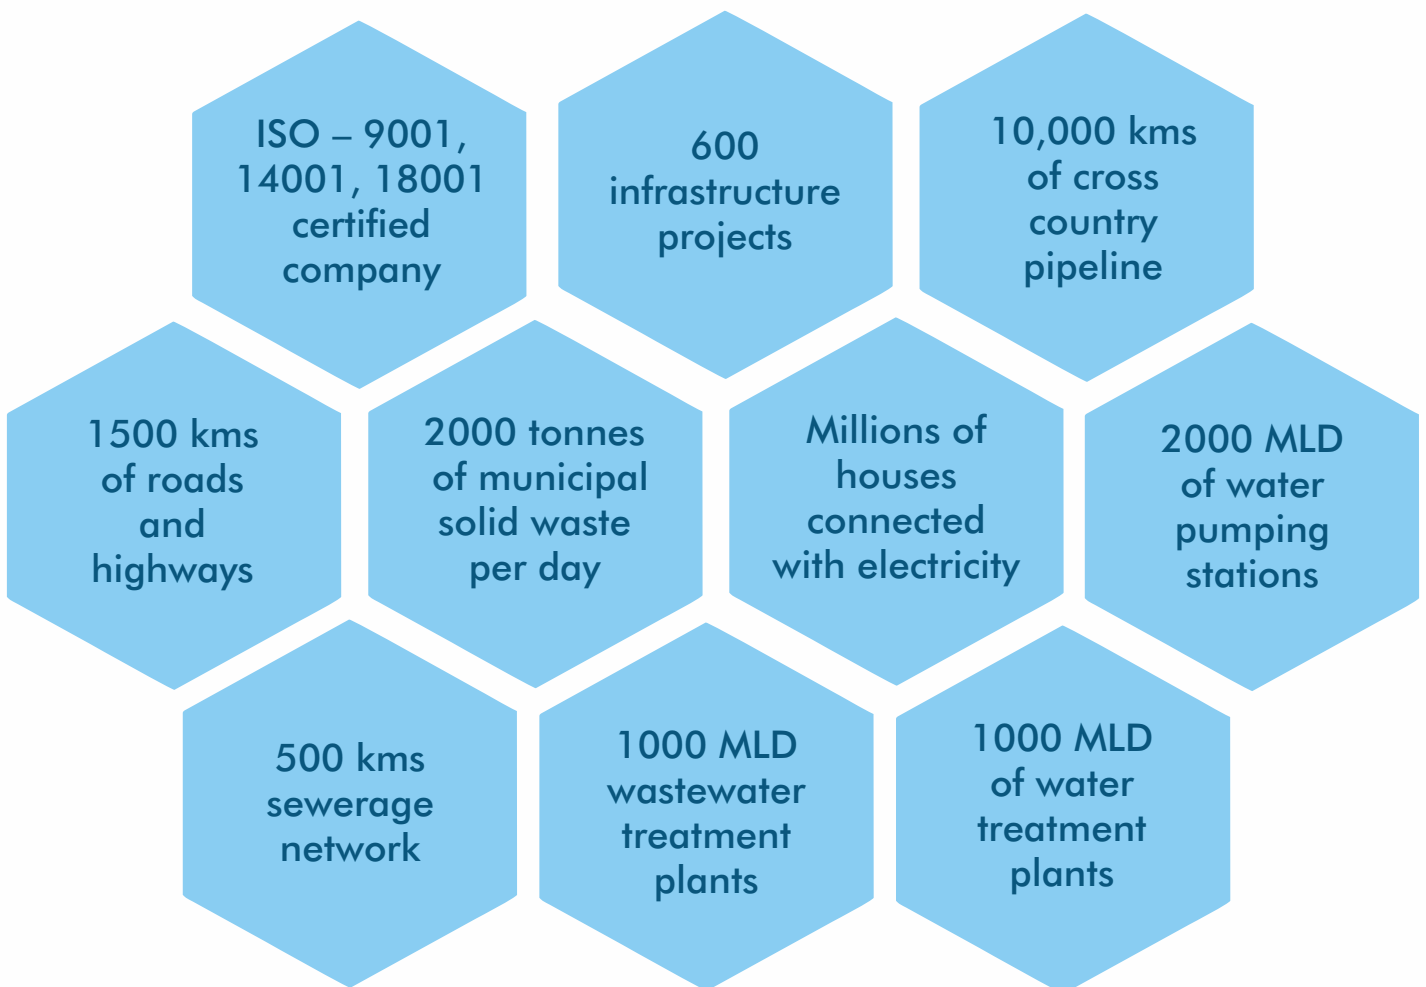 ISO – 9001,
14001, 18001
certified
company
600
infrastructure
projects
10,000 kms
of cross
country
pipeline
1500 kms
of roads
and
highways
2000 tonnes
of municipal
solid waste
per day
Millions of
houses
connected
with electricity
2000 MLD
of water
pumping
stations
500 kms
sewerage
network
1000 MLD
wastewater
treatment
plants
1000 MLD
of water
treatment
plants